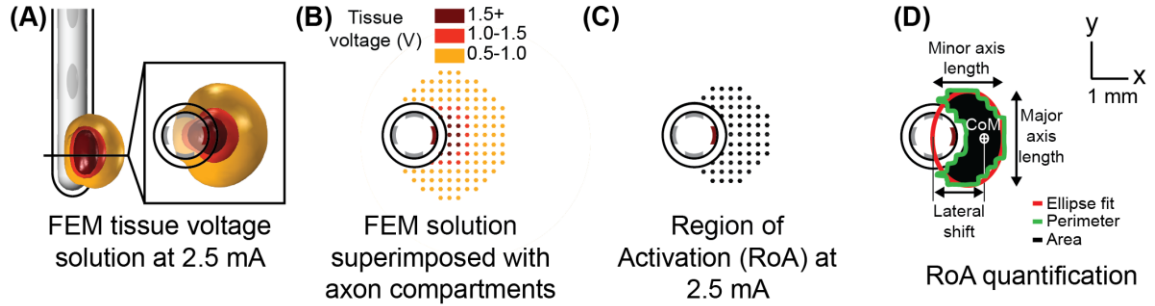 (A)
FEM tissue voltage
solution at 2.5 mA
(B)
Tissue
voltage (V)
1.5+
1.0-1.5
0.5-1.0
FEM solution
superimposed with
axon compartments
(C)
Region of
Activation (RoA) at
2.5 mA
(D)
Minor axis
length
CoM
Major
axis
length
Lateral
shift
Ellipse fit
Perimeter
Area
RoA quantification
y
x
1 mm